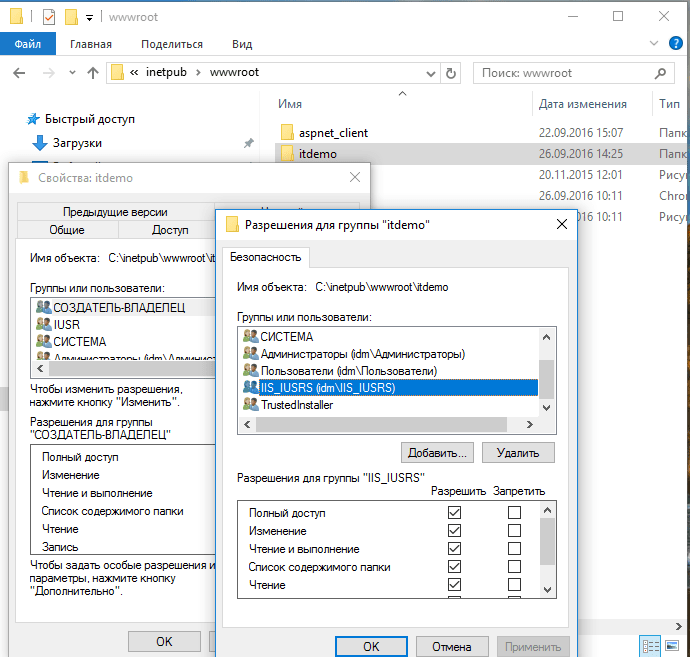 wwwroot
Файл
Главная
Поделиться
Вид
« inetpub › wwwroot
Поиск: wwwroot
Имя
Дата изменения
Тип
Быстрый доступ
Загрузки
aspnet_client 22.09.2016 15:07 Папк
itdemo 26.09.2016 14:25 Папк
20.11.2015 12:01 Рису
26.09.2016 10:11 Chro
16 10:11 Рису
Свойства: itdemo
Предыдущие версии
Общие
Доступ
Имя объекта: C:\inetpub\wwwroot\it
Группы или пользователи:
СОЗДАТЕЛЬ-ВЛАДЕЛЕЦ
IUSR
СИСТЕМА
Администраторы (idm\Админис
Чтобы изменить разрешения,
нажмите кнопку "Изменить".
Разрешения для группы
"СОЗДАТЕЛЬ-ВЛАДЕЛЕЦ"
Полный доступ
Изменение
Чтение и выполнение
Список содержимого папки
Чтение
Запись
Чтобы задать особые разрешения и
параметры, нажмите кнопку
"Дополнительно".
OK
Разрешения для группы "itdemo"
Безопасность
Имя объекта: C:\inetpub\wwwroot\itdemo
Группы или пользователи:
СИСТЕМА
Администраторы (idm\Администраторы)
Пользователи (idm\Пользователи)
IIS_IUSRS (idm\IIS_IUSRS)
TrustedInstaller
Добавить...
Удалить
Разрешения для группы "IIS_IUSRS"
Разрешить Запретить
Полный доступ
Изменение
Чтение и выполнение
Список содержимого папки
Чтение
OK
Отмена
Применить